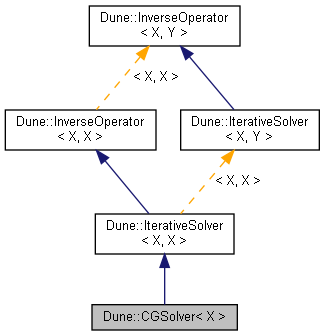 Dune::InverseOperator
< X, Y >
< X, X >
Dune::InverseOperator
< X, X >
Dune::IterativeSolver
< X, Y >
< X, X >
Dune::IterativeSolver
< X, X >
Dune::CGSolver< X >